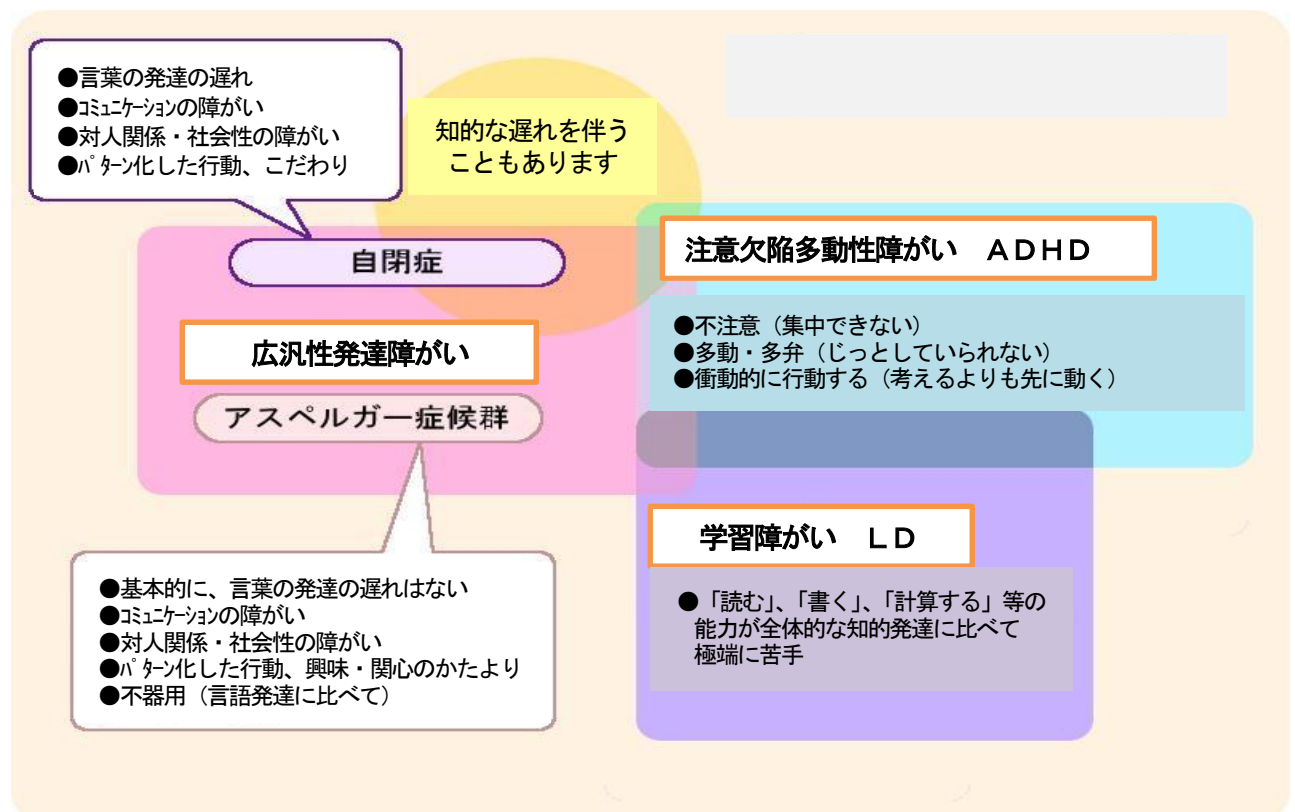 ●言葉の発達の遅れ
●ｺﾐｭﾆｹｰｼｮﾝの障がい
●対人関係・社会性の障がい
●ﾊﾟﾀｰﾝ化した行動、こだわり
知的な遅れを伴う
こともあります
自閉症
広汎性発達障がい
アスペルガー症候群
●基本的に、言葉の発達の遅れはない
●ｺﾐｭﾆｹｰｼｮﾝの障がい
●対人関係・社会性の障がい
●ﾊﾟﾀｰﾝ化した行動、興味・関心のかたより
●不器用（言語発達に比べて）
注意欠陥多動性障がい　ＡＤＨＤ
●不注意（集中できない）
●多動・多弁（じっとしていられない）
●衝動的に行動する（考えるよりも先に動く）
学習障がい　ＬＤ
●「読む」、「書く」、「計算する」等の
能力が全体的な知的発達に比べて
極端に苦手